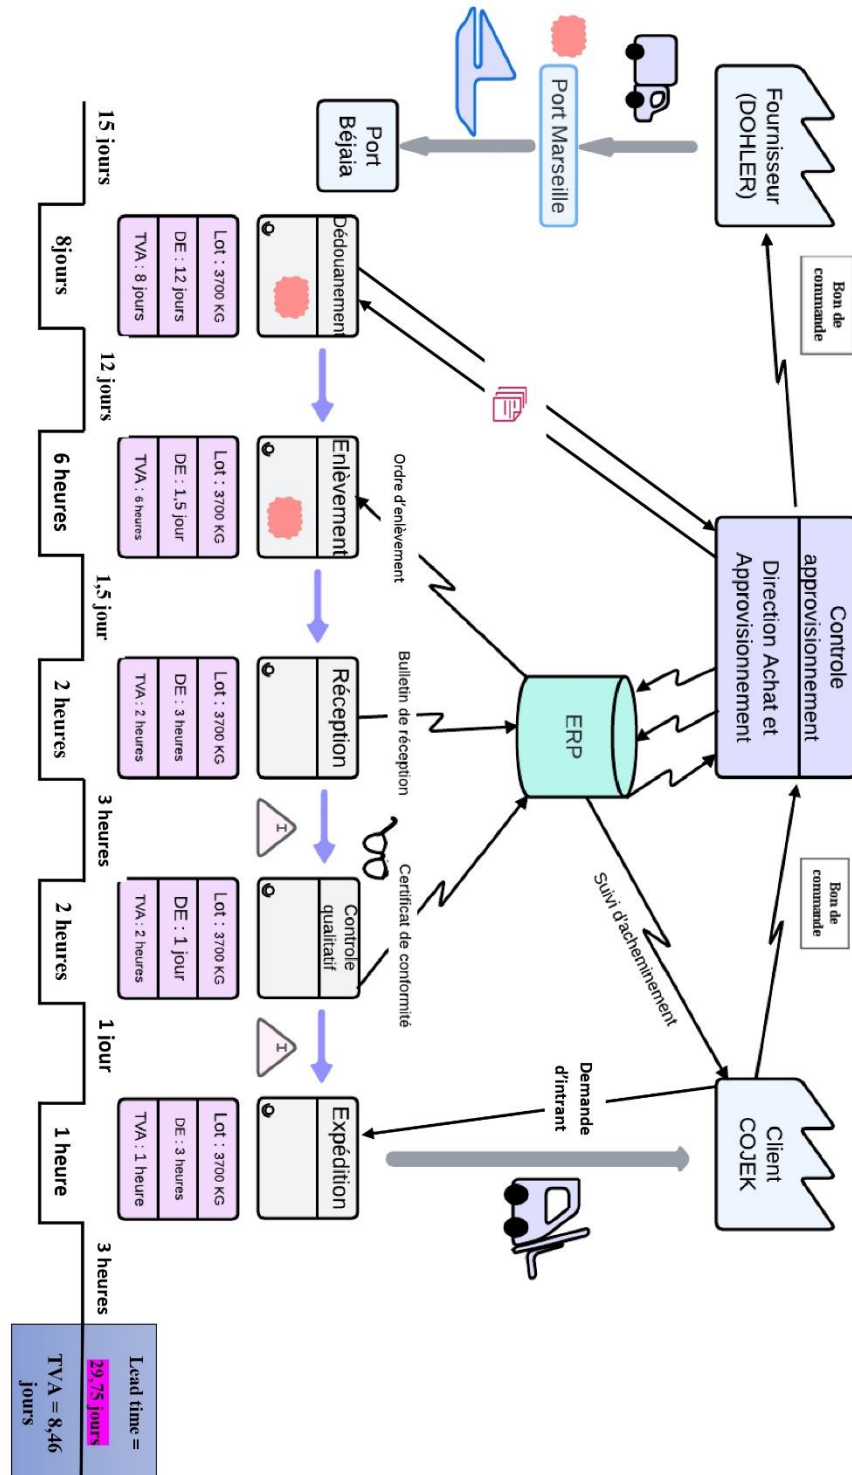 Fournisseur
(DOHLER)
Bon de
commande
Controle
approvisionnement
Direction Achat et
Approvisionnement
Bon de
commande
Client
COJEK
Port Marseille
Port
Béjaia
ERP
Suivi d'acheminement
Demande
d'intrant
Ordre d'enlèvement
Bulletin de réception
Certificat de conformité
Dédouanement
Enlèvement
Réception
I
Controle
qualitatif
I
Expédition
Lot : 3700 KG
DE : 12 jours
TVA : 8 jours
Lot : 3700 KG
DE : 1,5 jour
TVA : 6 heures
Lot : 3700 KG
DE : 3 heures
TVA : 2 heures
Lot : 3700 KG
DE : 1 jour
TVA : 2 heures
Lot : 3700 KG
DE : 3 heures
TVA : 1 heure
15 jours
8jours
12 jours
6 heures
1,5 jour
2 heures
3 heures
2 heures
1 jour
1 heure
3 heures
Lead time =
29,75 jours
TVA = 8,46
jours